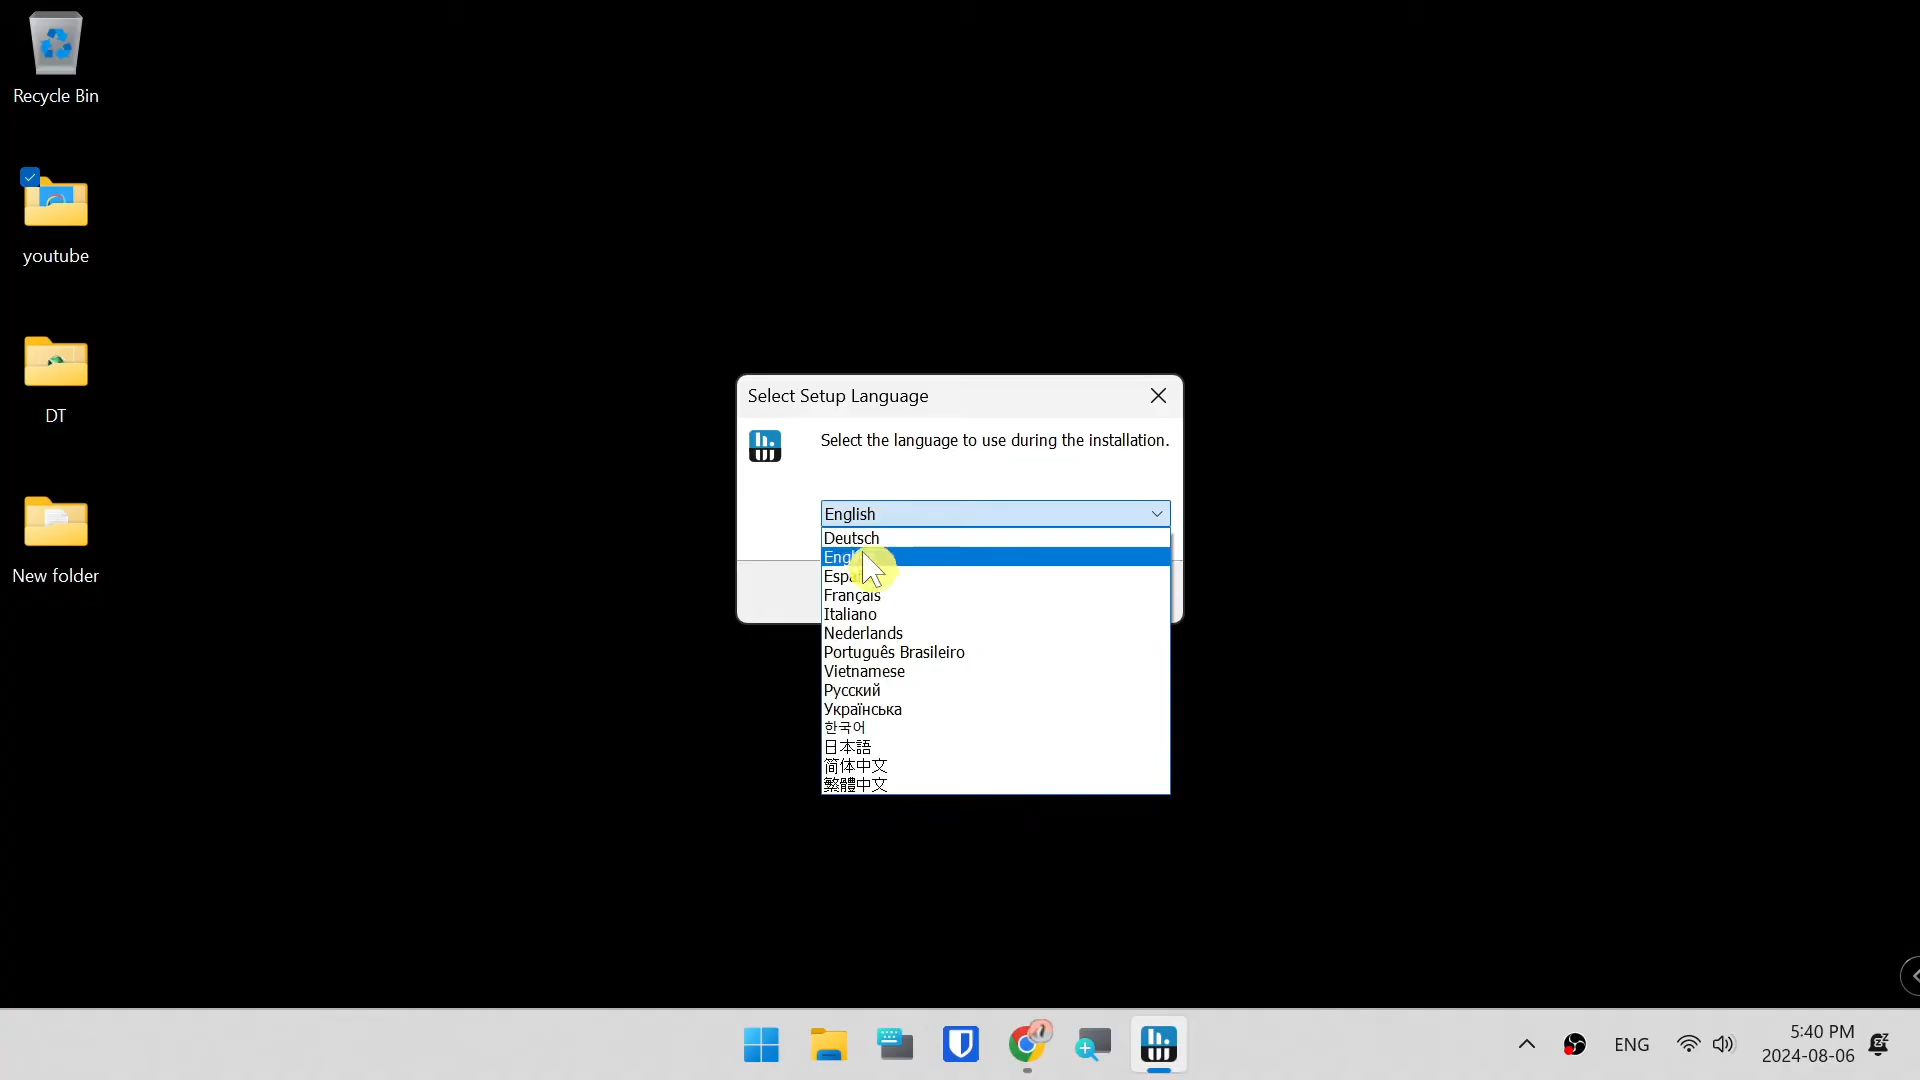 Recycle Bin
youtube
DT
New folder
Select Setup Language
Select the language to use during the installation.
English
Deutsch
Français
Italiano
Nederlands
Português Brasileiro
Vietnamese
Русский
Українська
한국어
日本語
简体中文
繁體中文
ENG
5:40 PM
2024-08-06